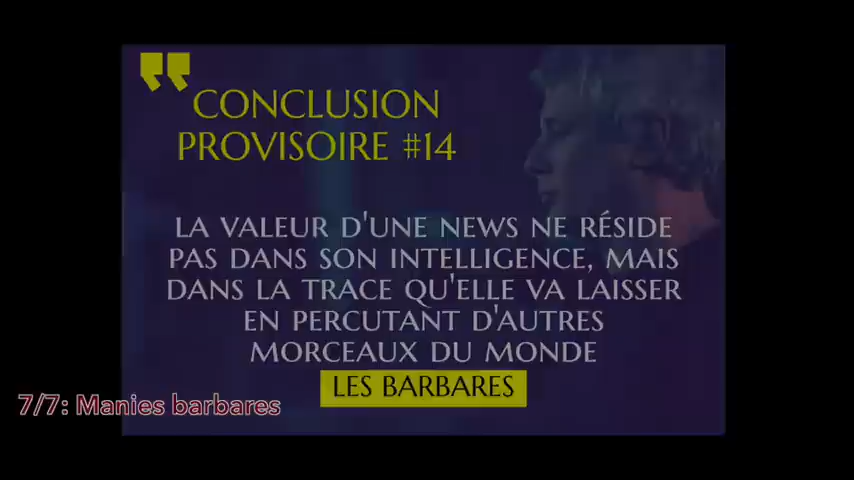 CONCLUSION
PROVISOIRE #14
LA VALEUR D'UNE NEWS NE RÉSIDE
PAS DANS SON INTELLIGENCE, MAIS
DANS LA TRACE QU'ELLE VA LAISSER
EN PERCUTANT D'AUTRES
MORCEAUX DU MONDE
LES BARBARES
7/7: Manies barbares